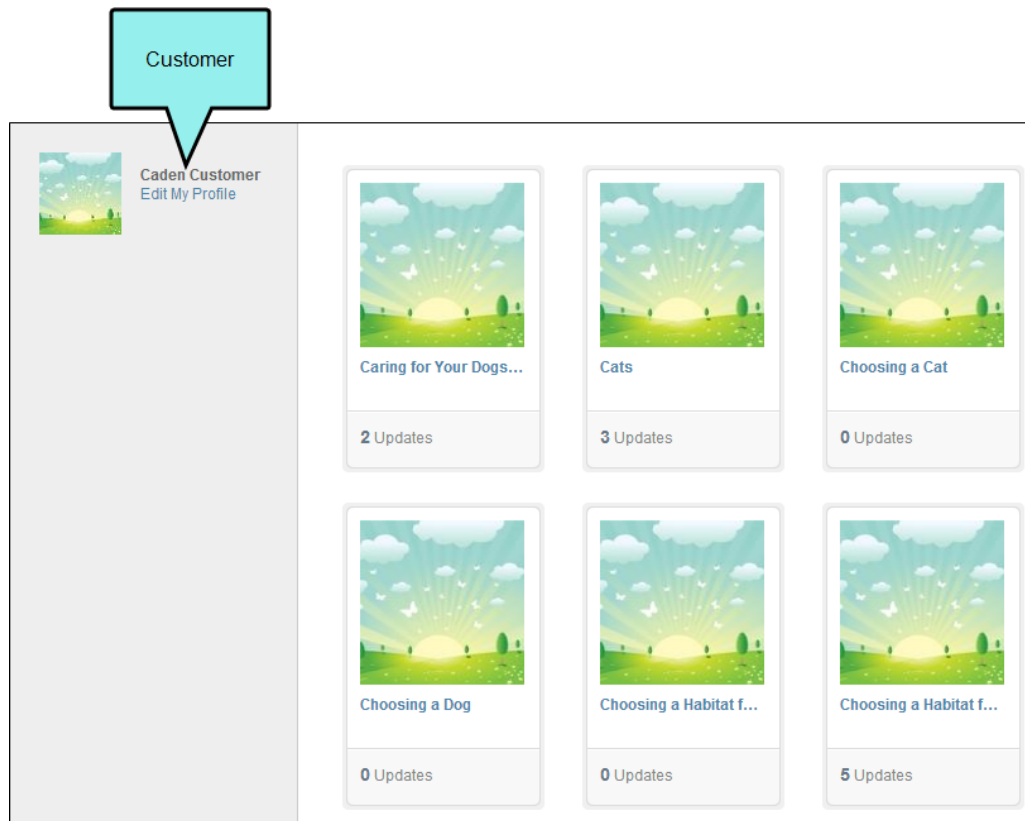 Customer
Caden Customer
Edit My Profile
Caring for Your Dogs...
Cats
Choosing a Cat
2 Updates
3 Updates
0 Updates
Choosing a Dog
Choosing a Habitat f...
Choosing a Habitat f...
0 Updates
0 Updates
5 Updates